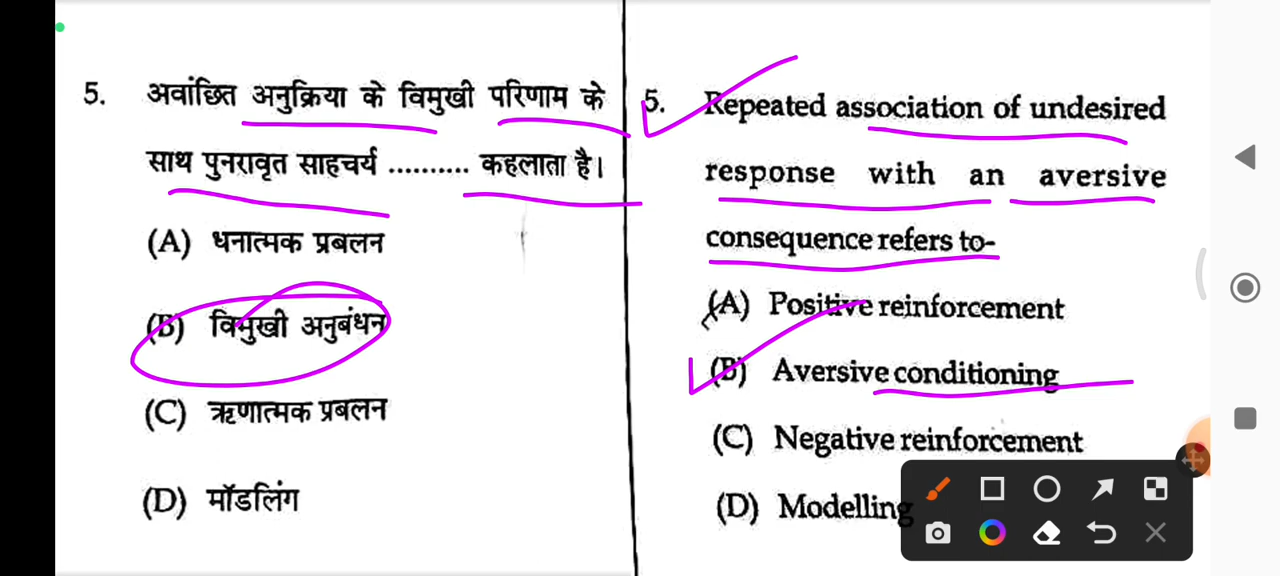 5. अवांछित अनुक्रिया के विमुखी परिणाम के
साथ पुनरावृत साहचर्य .......... कहलाता है।
(A) धनात्मक प्रबलन
(B) विमुखी अनुबंधन
(C) ऋणात्मक प्रबलन
(D) मॉडलिंग
5. Repeated association of undesired
response with an aversive
consequence refers to-
(A) Positive reinforcement
(B) Aversive conditioning
(C) Negative reinforcement
(D) Modelling